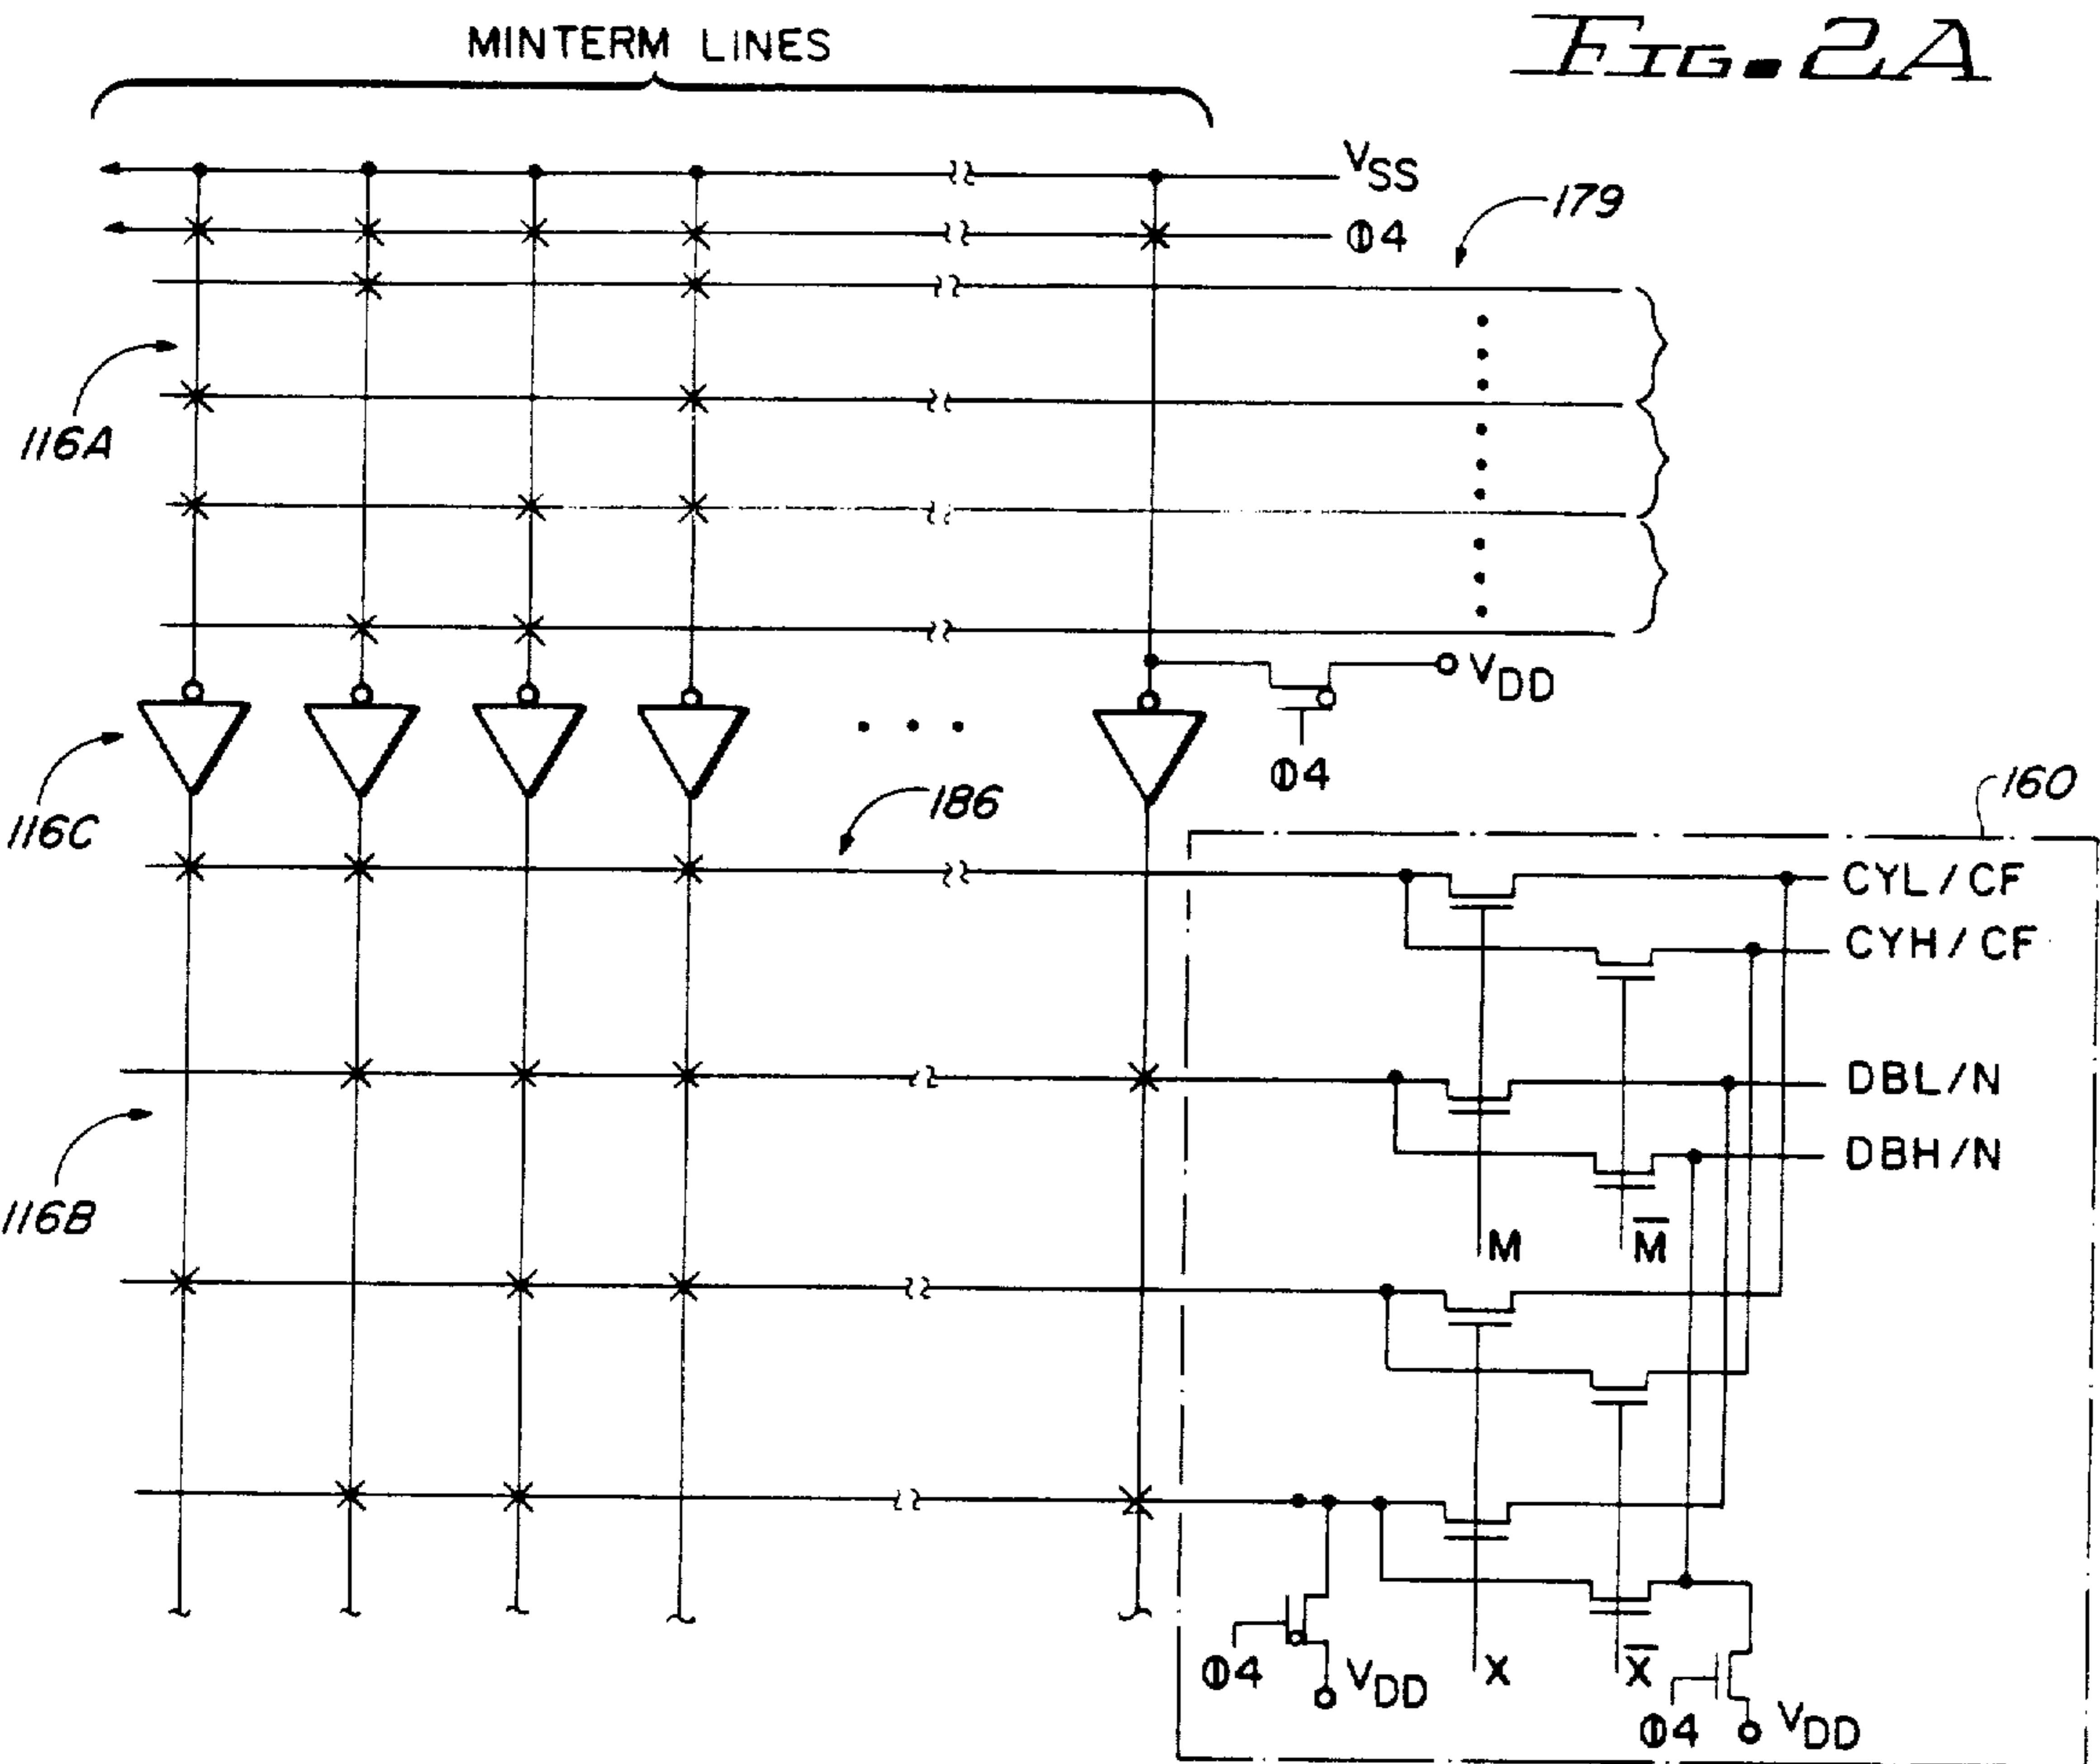 FIG. 2A
MINTERM LINES
VSS
Φ4
179
116A
VDD
Φ4
116C
186
160
CYL/CF
CYH/CF
DBL/N
DBH/N
116B
M M̅
Φ4 VDD X X̅
Φ4 VDD